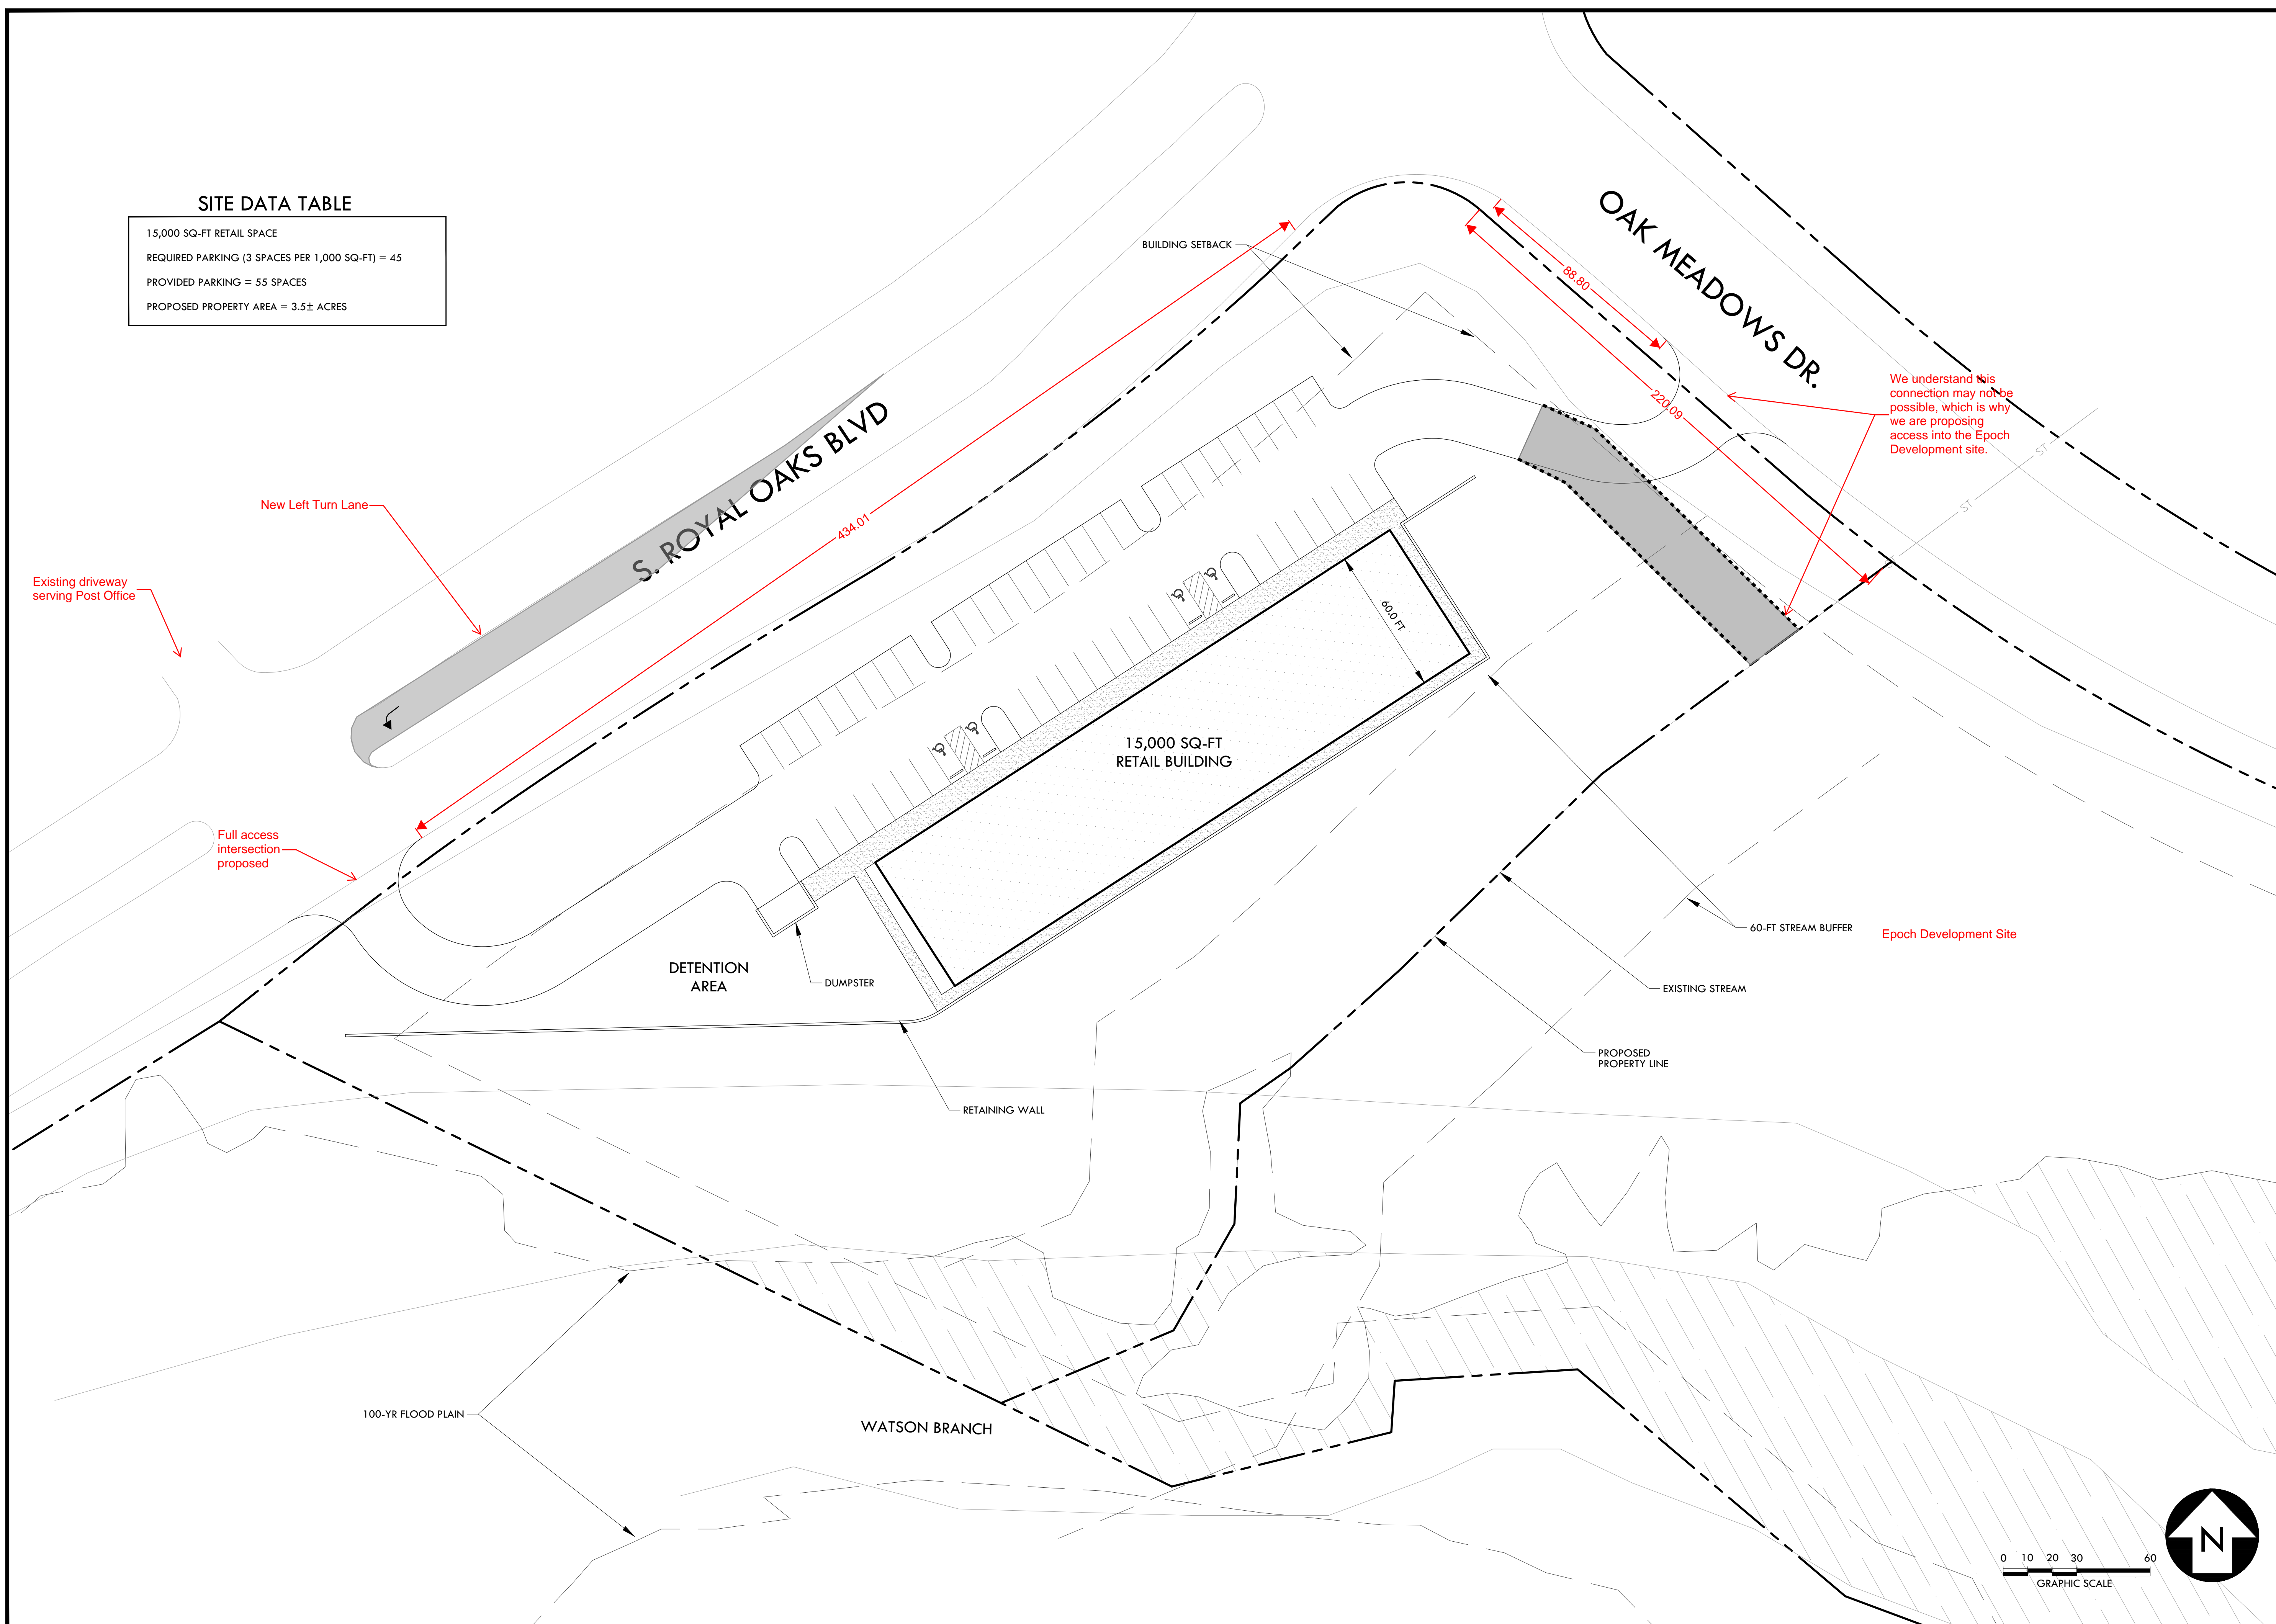 SITE DATA TABLE
15,000 SQ-FT RETAIL SPACE
REQUIRED PARKING (3 SPACES PER 1,000 SQ-FT) = 45
PROVIDED PARKING = 55 SPACES
PROPOSED PROPERTY AREA = 3.5± ACRES
BUILDING SETBACK
OAK MEADOWS DR.
88.80
220.09
We understand this
connection may not be
possible, which is why
we are proposing
access into the Epoch
Development site.
ST
ST
S. ROYAL OAKS BLVD
434.01
New Left Turn Lane
Existing driveway
serving Post Office
Full access
intersection
proposed
60.0 FT
15,000 SQ-FT
RETAIL BUILDING
DETENTION
AREA
DUMPSTER
60-FT STREAM BUFFER
Epoch Development Site
EXISTING STREAM
PROPOSED
PROPERTY LINE
RETAINING WALL
100-YR FLOOD PLAIN
WATSON BRANCH
N
0 10 20 30 60
GRAPHIC SCALE